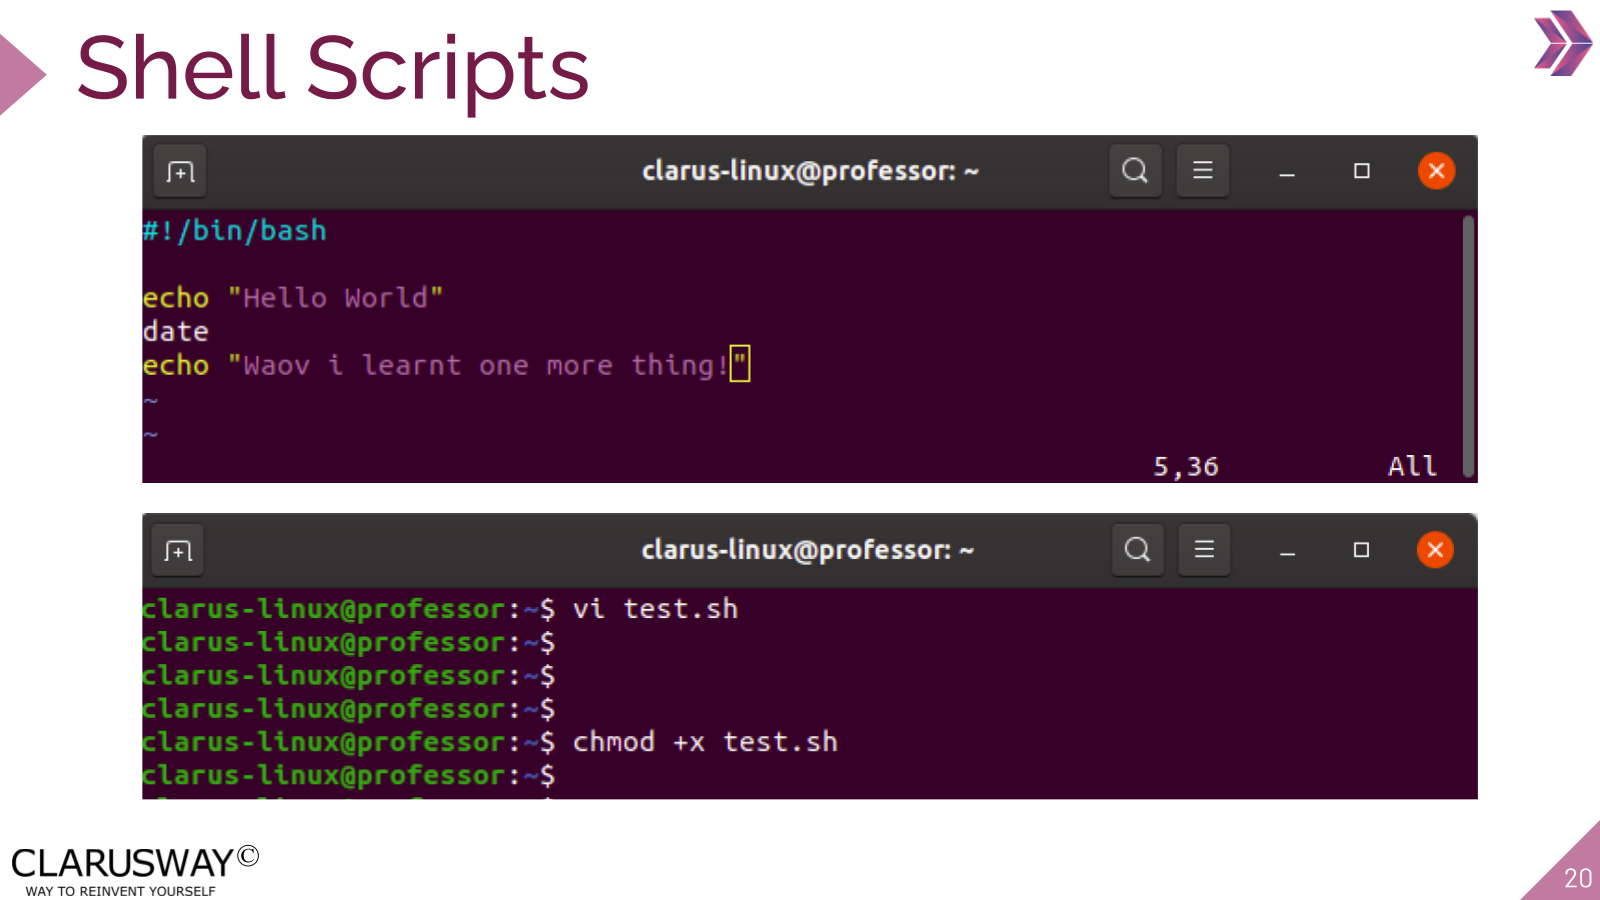 Shell Scripts
clarus-linux@professor: ~
#!/bin/bash
echo "Hello World"
date
echo "Waov i learnt one more thing!"
~
~
5,36 All
clarus-linux@professor: ~
clarus-linux@professor:~$ vi test.sh
clarus-linux@professor:~$
clarus-linux@professor:~$
clarus-linux@professor:~$
clarus-linux@professor:~$ chmod +x test.sh
clarus-linux@professor:~$
CLARUSWAY©
WAY TO REINVENT YOURSELF
20